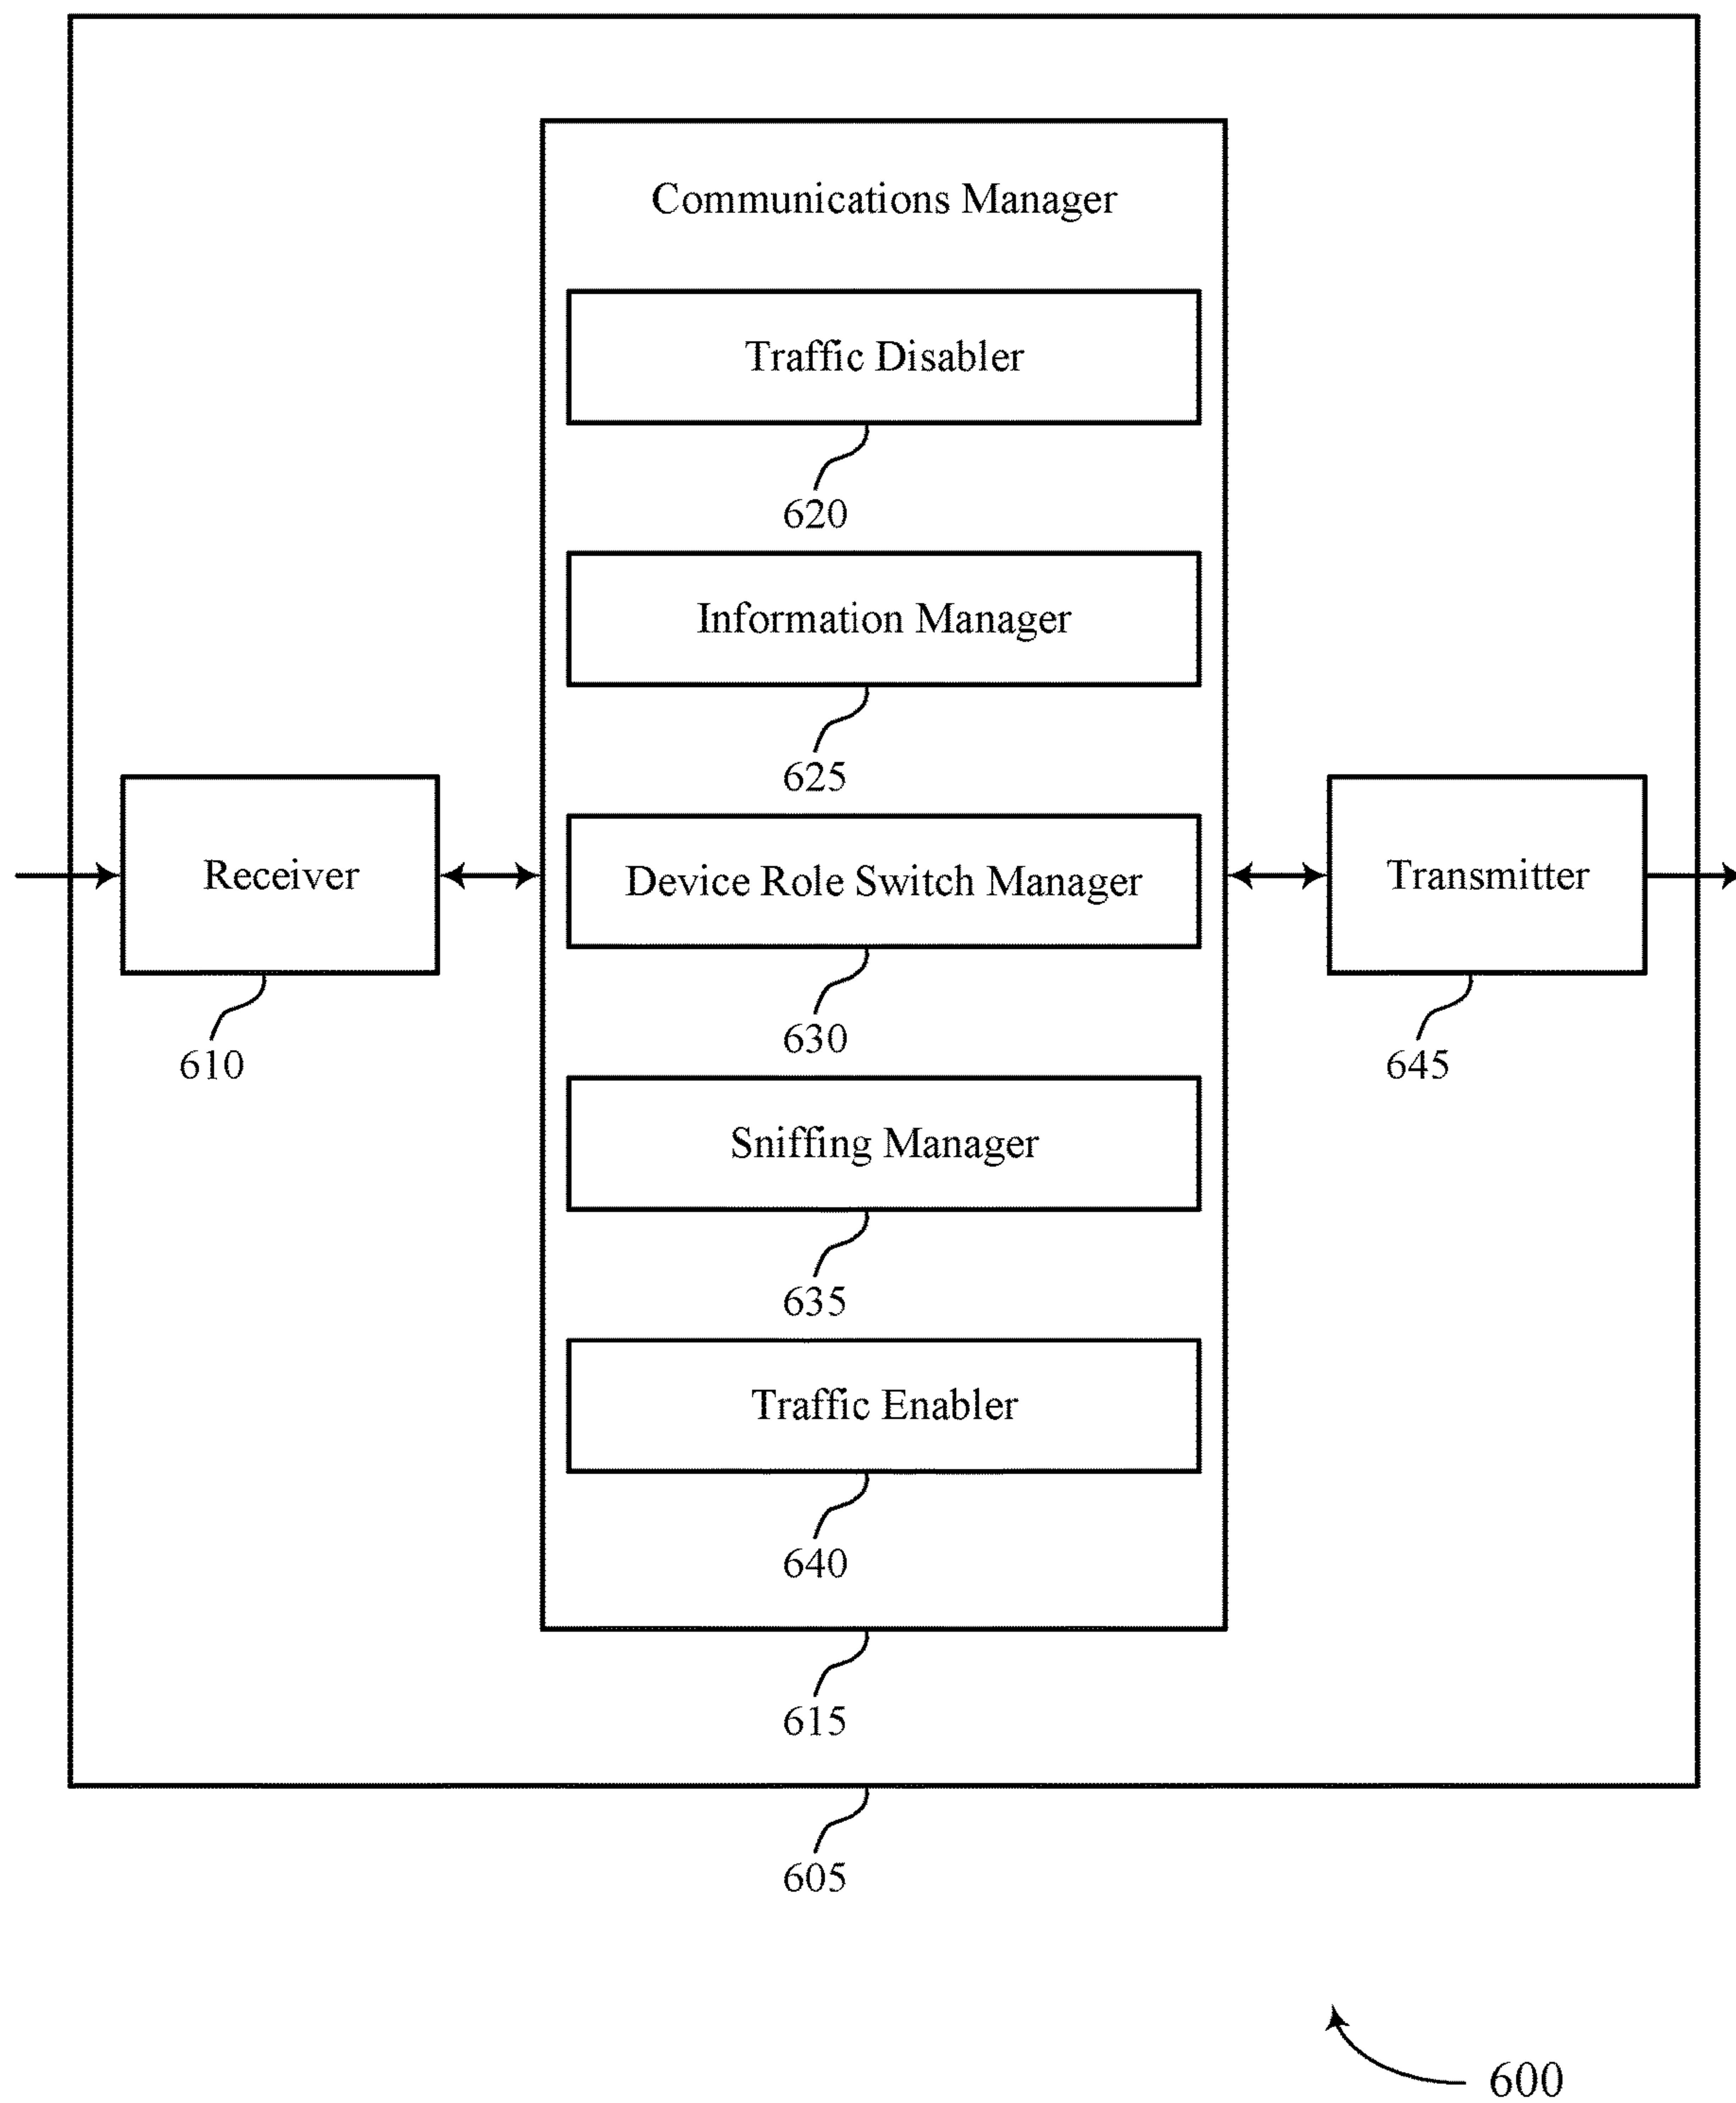 Communications Manager
Traffic Disabler
620
Information Manager
625
Receiver
610
Device Role Switch Manager
630
Transmitter
645
Sniffing Manager
635
Traffic Enabler
640
615
605
600